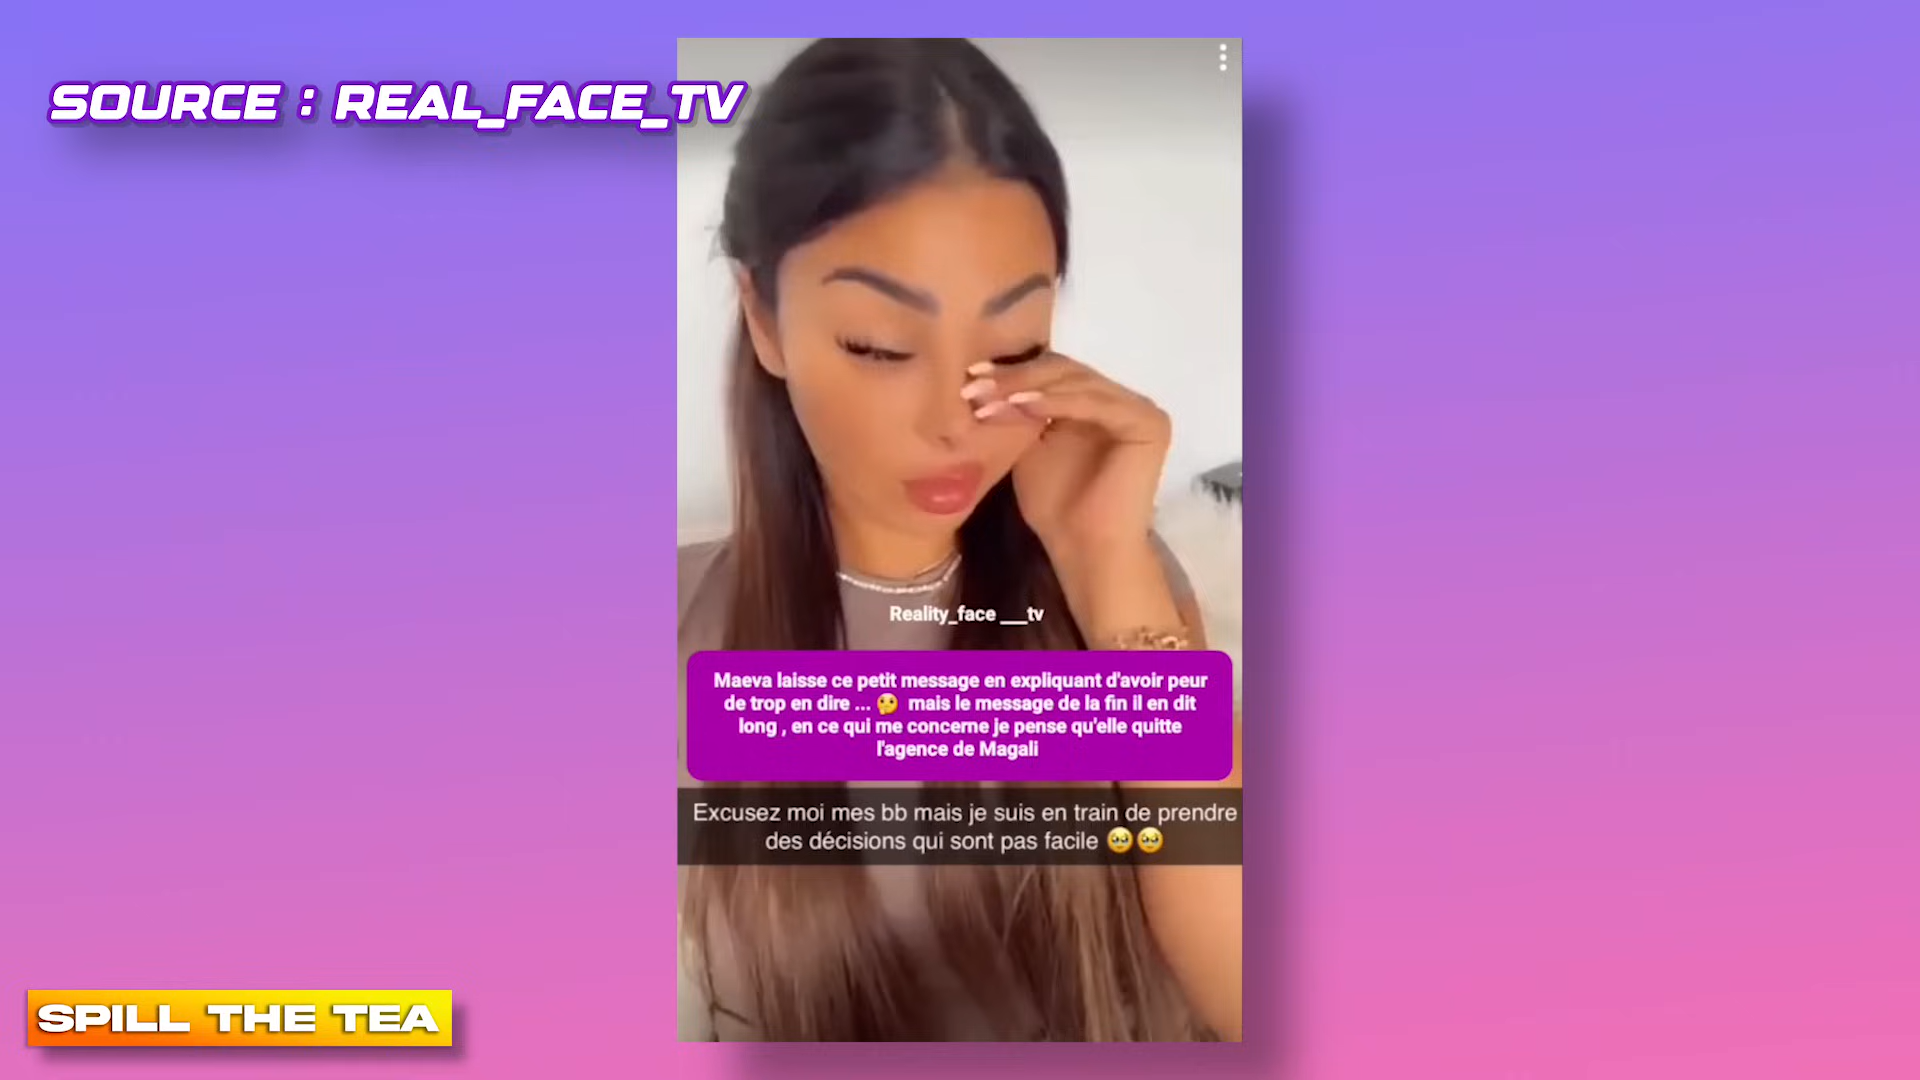 SOURCE : REAL_FACE_TV
Reality_face ___tv
Maeva laisse ce petit message en expliquant d'avoir peur
de trop en dire ... 🤔 mais le message de la fin il en dit
long , en ce qui me concerne je pense qu'elle quitte
l'agence de Magali
Excusez moi mes bb mais je suis en train de prendre
des décisions qui sont pas facile 🥹🥹
SPILL THE TEA